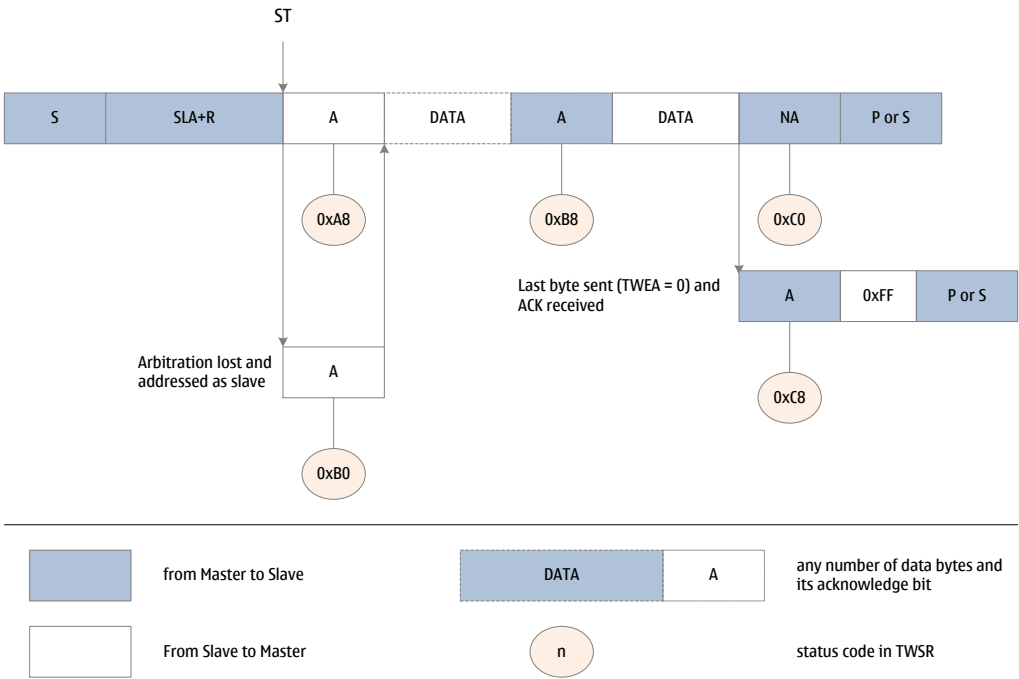 ST
S
SLA+R
A
DATA
A
DATA
NA
P or S
0xA8
0xB8
0xC0
Last byte sent (TWEA = 0) and
ACK received
A
0xFF
P or S
Arbitration lost and
addressed as slave
A
0xC8
0xB0
from Master to Slave
DATA
A
any number of data bytes and
its acknowledge bit
From Slave to Master
n
status code in TWSR